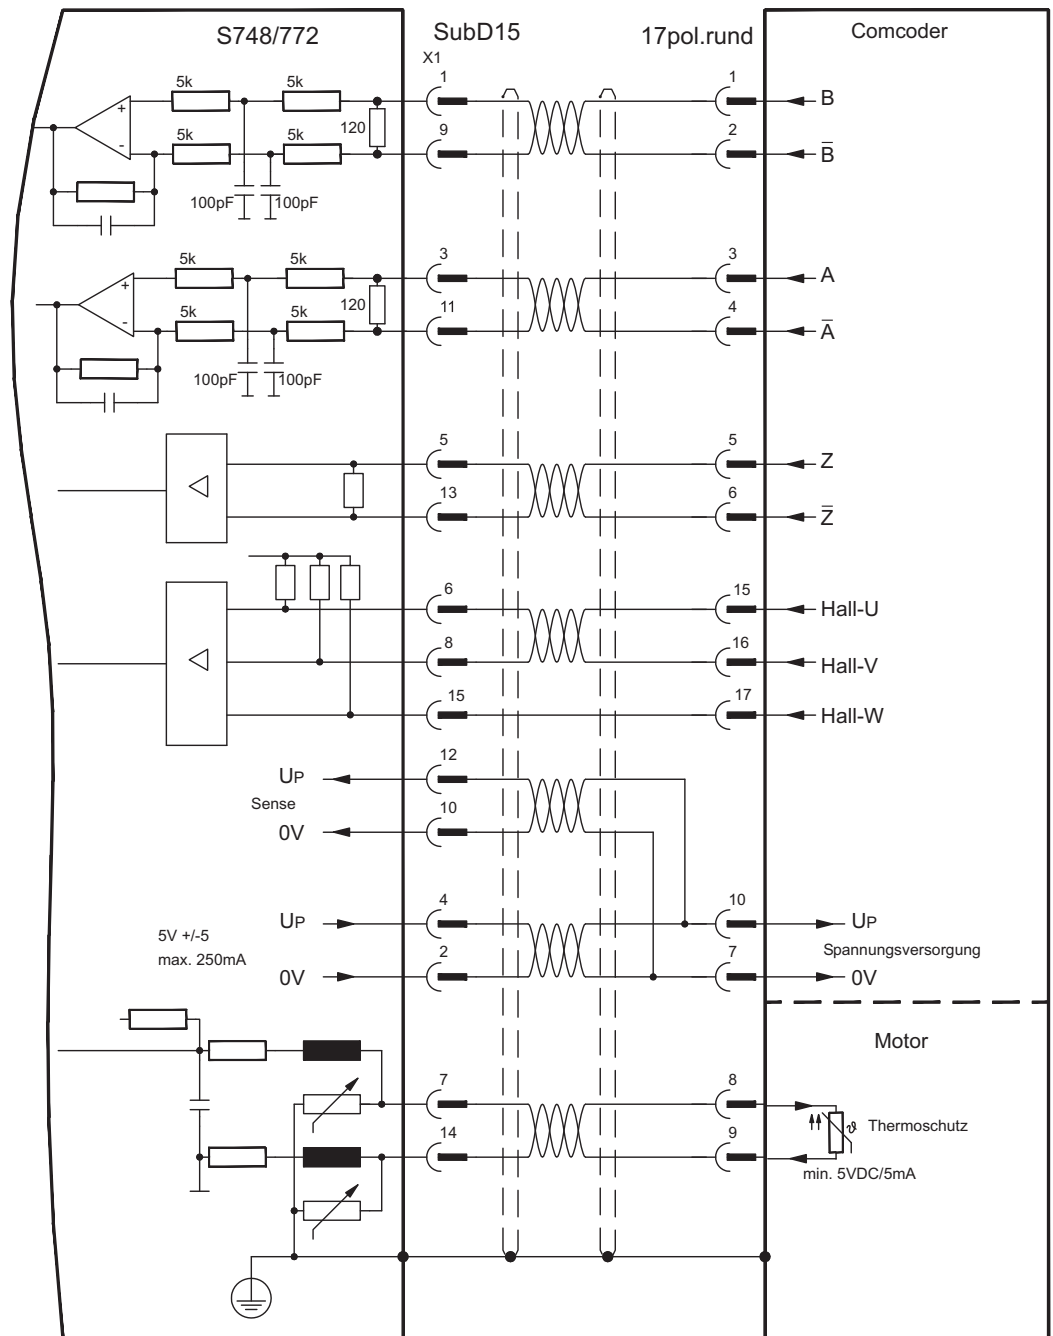 S748/772 SubD15 17pol.rund Comcoder
X1
5k 5k 1 1 B
120
5k 5k 9 2 B̅
100pF 100pF
5k 5k 3 3 A
120
5k 5k 11 4 A̅
100pF 100pF
5 5 Z
13 6 Z̅
6 15 Hall-U
8 16 Hall-V
15 17 Hall-W
UP 12
Sense
0V 10
UP 4 10 UP
5V +/-5
max. 250mA
Spannungsversorgung
0V 2 7 0V
Motor
7 8
Thermoschutz
ϑ
14 9
min. 5VDC/5mA
+
-
+
-